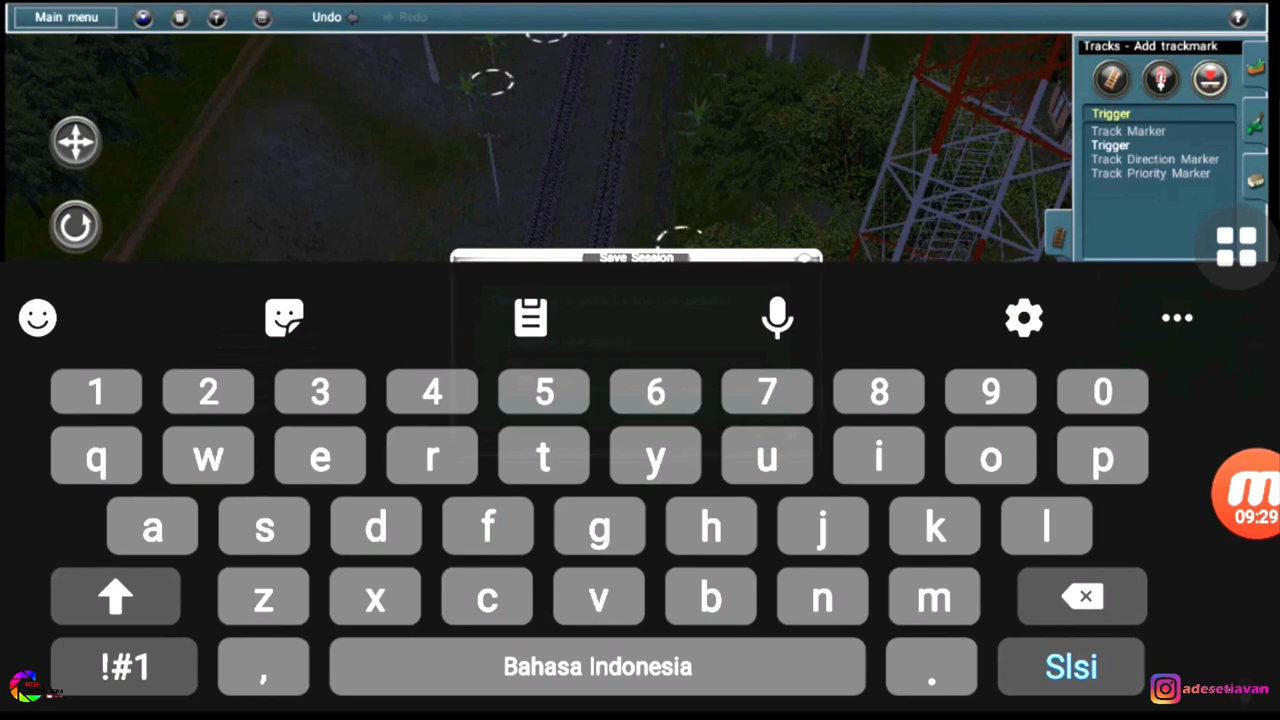 Main menu
Undo
Redo
Tracks - Add trackmark
Trigger
Track Marker
Trigger
Track Direction Marker
Track Priority Marker
Save Session
1 2 3 4 5 6 7 8 9 0
q w e r t y u i o p
a s d f g h j k l
z x c v b n m
!#1 , Bahasa Indonesia . Slsi
09:29
adesetiavan